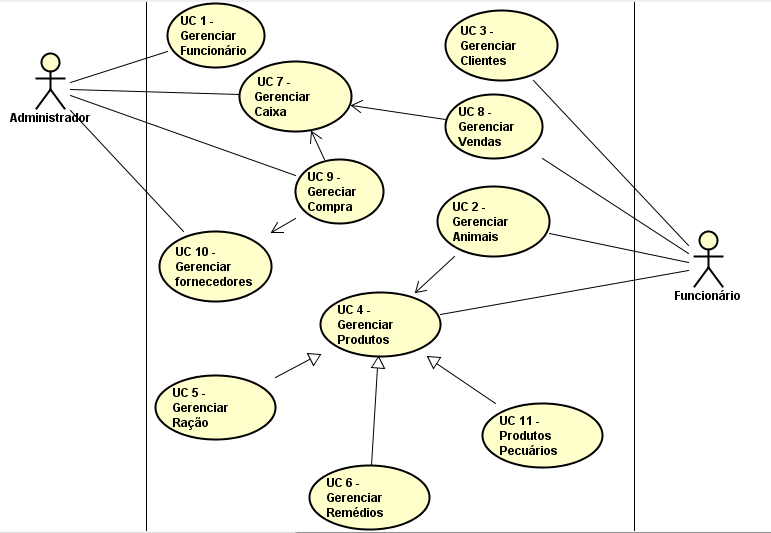 UC 1 -
Gerenciar
Funcionário
UC 3 -
Gerenciar
Clientes
Administrador
UC 7 -
Gerenciar
Caixa
UC 8 -
Gerenciar
Vendas
UC 9 -
Gereciar
Compra
UC 2 -
Gerenciar
Animais
UC 10 -
Gerenciar
fornecedores
Funcionário
UC 4 -
Gerenciar
Produtos
UC 5 -
Gerenciar
Ração
UC 11 -
Produtos
Pecuários
UC 6 -
Gerenciar
Remédios